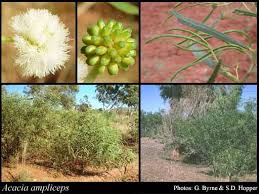 Acacia ampliceps
Photos: G. Byrne & S.D. Hopper